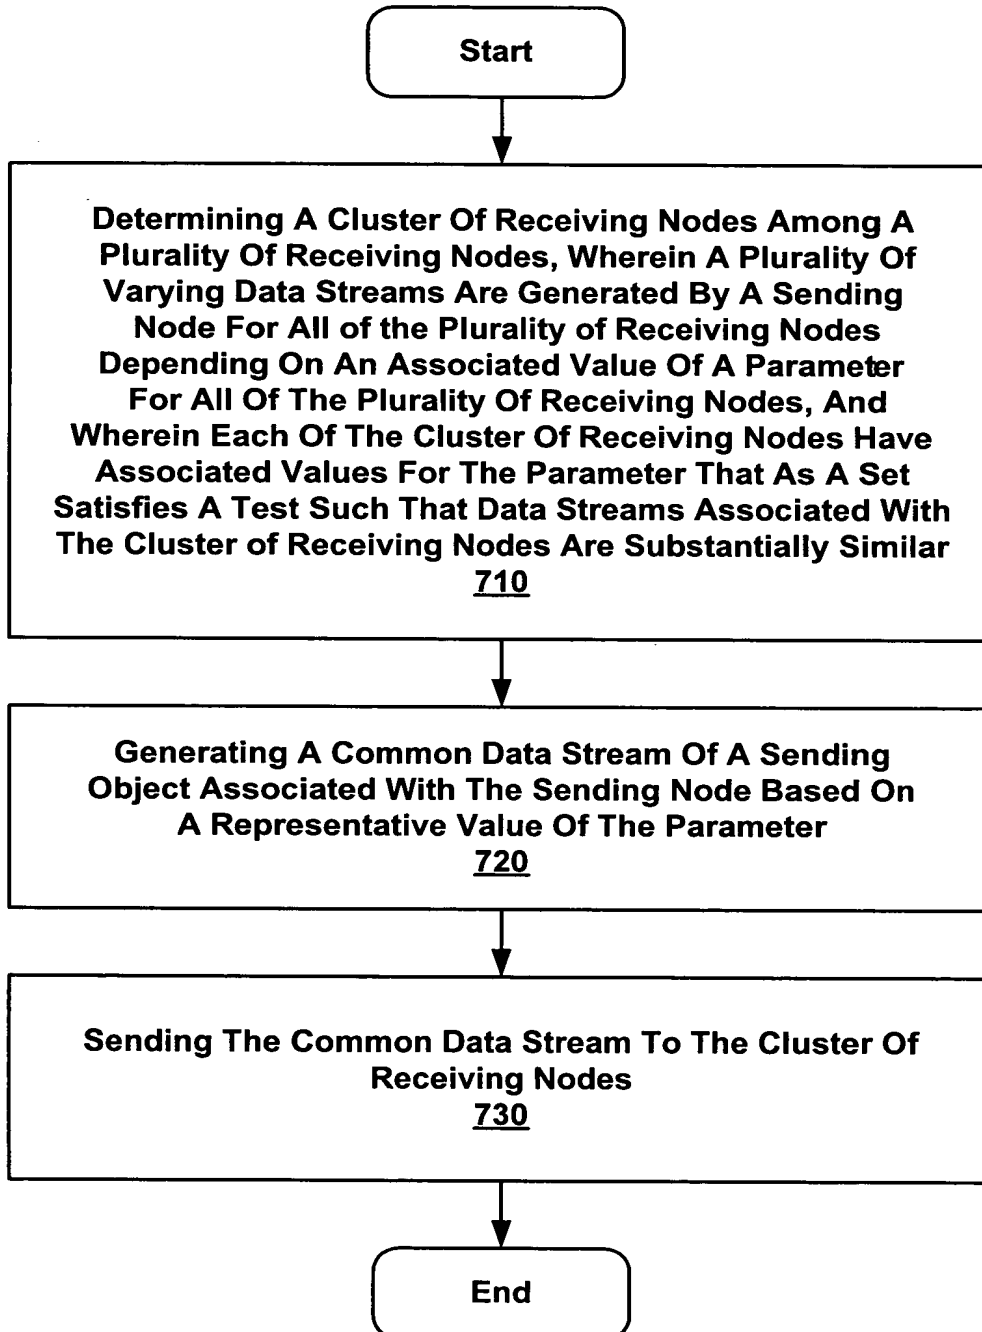 Start
Determining A Cluster Of Receiving Nodes Among A
Plurality Of Receiving Nodes, Wherein A Plurality Of
Varying Data Streams Are Generated By A Sending
Node For All of the Plurality of Receiving Nodes
Depending On An Associated Value Of A Parameter
For All Of The Plurality Of Receiving Nodes, And
Wherein Each Of The Cluster Of Receiving Nodes Have
Associated Values For The Parameter That As A Set
Satisfies A Test Such That Data Streams Associated With
The Cluster of Receiving Nodes Are Substantially Similar
710
Generating A Common Data Stream Of A Sending
Object Associated With The Sending Node Based On
A Representative Value Of The Parameter
720
Sending The Common Data Stream To The Cluster Of
Receiving Nodes
730
End